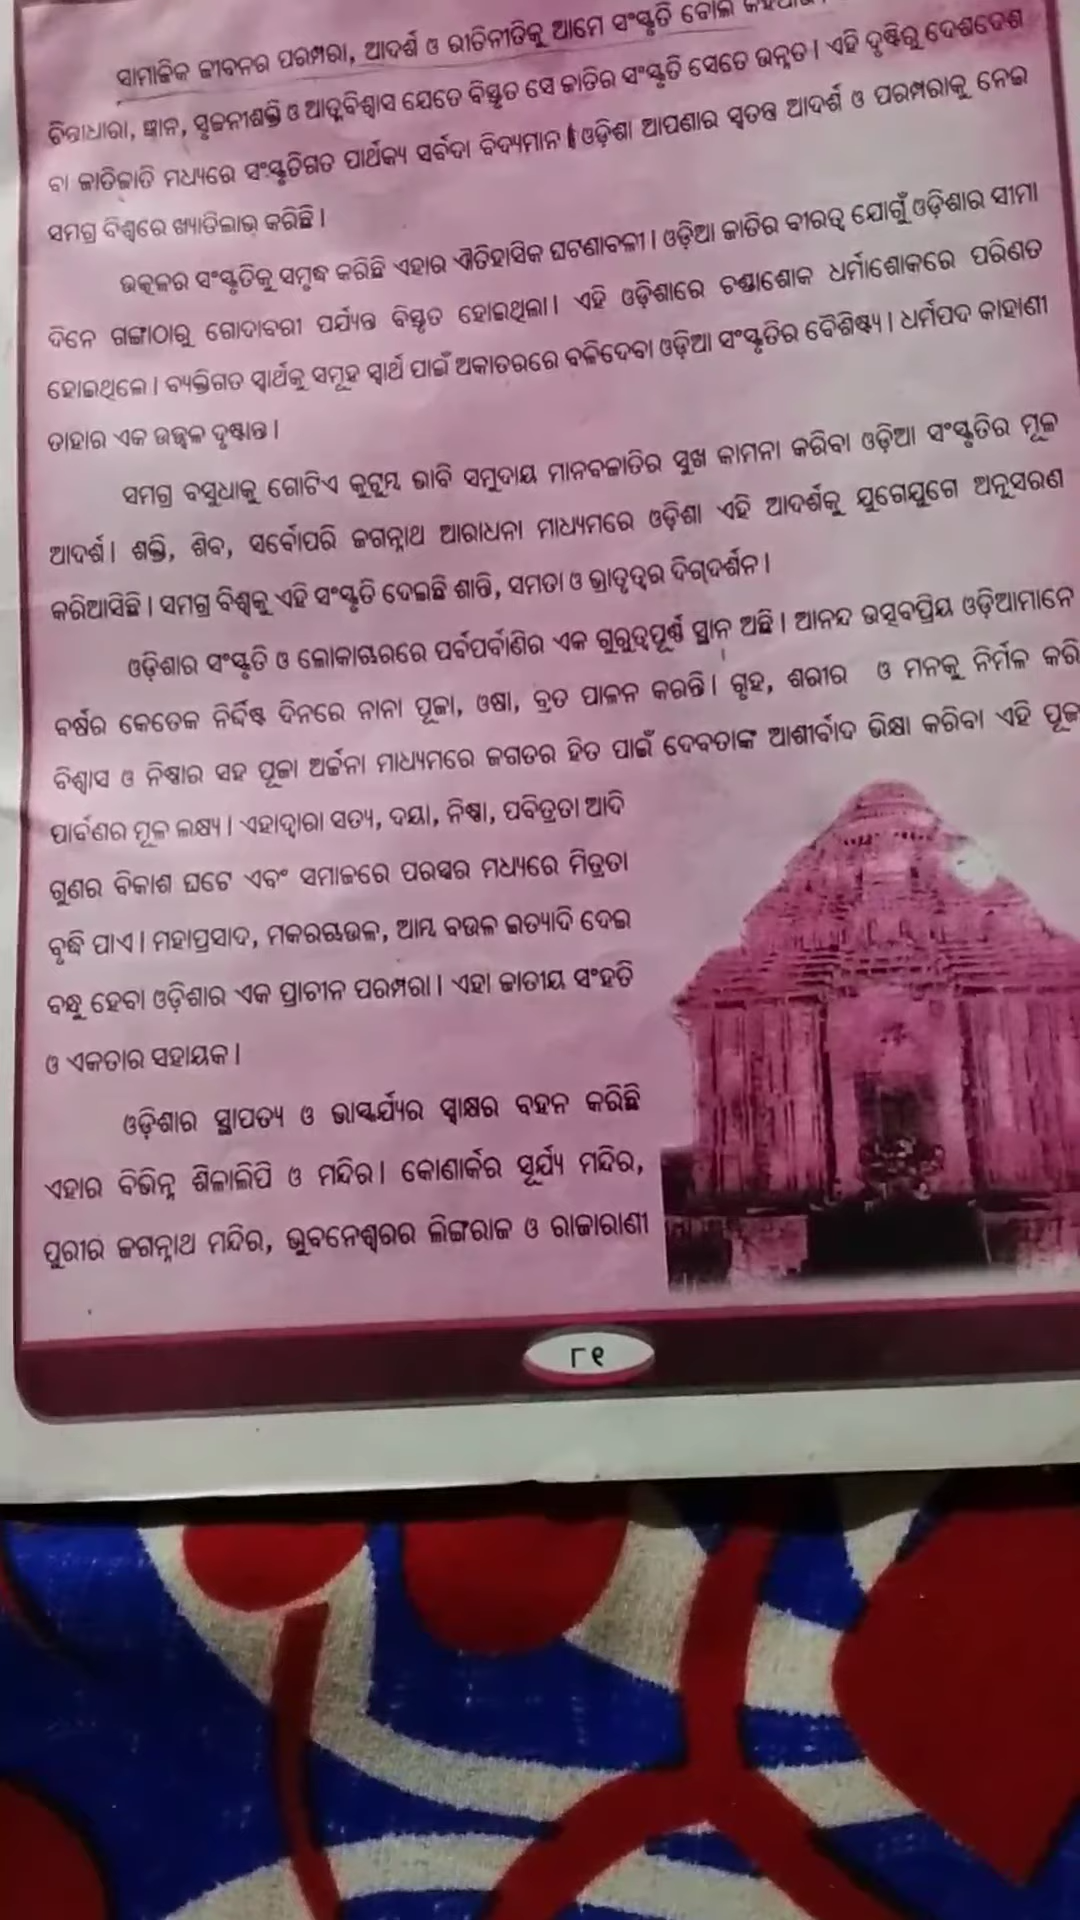 ସାମାଜିକ ଜୀବନର ପରମ୍ପରା, ଆଦର୍ଶ ଓ ରୀତିନୀତିକୁ ଆମେ ସଂସ୍କୃତି ବୋଲି
ଚିନ୍ତାଧାରା, ଜ୍ଞାନ, ସୃଜନୀଶକ୍ତି ଓ ଆତ୍ମବିଶ୍ୱାସ ଯେତେ ବିସ୍ତୃତ ସେ ଜାତିର ସଂସ୍କୃତି ସେତେ ଉନ୍ନତ । ଏହି ଦୃଷ୍ଟିରୁ ଦେଶଦେଶ
ବା ଜାତିଜାତି ମଧ୍ୟରେ ସଂସ୍କୃତିଗତ ପାର୍ଥକ୍ୟ ସର୍ବଦା ବିଦ୍ୟମାନ । ଓଡ଼ିଶା ଆପଣାର ସ୍ୱତନ୍ତ ଆଦର୍ଶ ଓ ପରମ୍ପରାକୁ ନେଇ
ସମଗ୍ର ବିଶ୍ୱରେ ଖ୍ୟାତିଲାଭ କରିଛି ।
ଉତ୍କଳର ସଂସ୍କୃତିକୁ ସମୃଦ୍ଧ କରିଛି ଏହାର ଐତିହାସିକ ଘଟଣାବଳୀ । ଓଡ଼ିଆ ଜାତିର ବୀରତ୍ୱ ଯୋଗୁଁ ଓଡ଼ିଶାର ସୀମା
ଦିନେ ଗଙ୍ଗାଠାରୁ ଗୋଦାବରୀ ପର୍ଯ୍ୟନ୍ତ ବିସ୍ତୃତ ହୋଇଥିଲା । ଏହି ଓଡ଼ିଶାରେ ଚଣ୍ଡାଶୋକ ଧର୍ମାଶୋକରେ ପରିଣତ
ହୋଇଥିଲେ । ବ୍ୟକ୍ତିଗତ ସ୍ୱାର୍ଥକୁ ସମୂହ ସ୍ୱାର୍ଥ ପାଇଁ ଅକାତରରେ ବଳିଦେବା ଓଡ଼ିଆ ସଂସ୍କୃତିର ବୈଶିଷ୍ଟ୍ୟ । ଧର୍ମପଦ କାହାଣୀ
ତାହାର ଏକ ଉଜ୍ଜ୍ୱଳ ଦୃଷ୍ଟାନ୍ତ ।
ସମଗ୍ର ବସୁଧାକୁ ଗୋଟିଏ କୁଟୁମ୍ବ ଭାବି ସମୁଦାୟ ମାନବଜାତିର ସୁଖ କାମନା କରିବା ଓଡ଼ିଆ ସଂସ୍କୃତିର ମୂଳ
ଆଦର୍ଶ । ଶକ୍ତି, ଶିବ, ସର୍ବୋପରି ଜଗନ୍ନାଥ ଆରାଧନା ମାଧ୍ୟମରେ ଓଡ଼ିଶା ଏହି ଆଦର୍ଶକୁ ଯୁଗେଯୁଗେ ଅନୁସରଣ
କରିଆସିଛି । ସମଗ୍ର ବିଶ୍ୱକୁ ଏହି ସଂସ୍କୃତି ଦେଇଛି ଶାନ୍ତି, ସମତା ଓ ଭ୍ରାତୃତ୍ୱର ଦିଗ୍‌ଦର୍ଶନ ।
ଓଡ଼ିଶାର ସଂସ୍କୃତି ଓ ଲୋକାଚାରରେ ପର୍ବପର୍ବାଣିର ଏକ ଗୁରୁତ୍ୱପୂର୍ଣ୍ଣ ସ୍ଥାନ ଅଛି । ଆନନ୍ଦ ଉତ୍ସବପ୍ରିୟ ଓଡ଼ିଆମାନେ
ବର୍ଷର କେତେକ ନିର୍ଦ୍ଦିଷ୍ଟ ଦିନରେ ନାନା ପୂଜା, ଓଷା, ବ୍ରତ ପାଳନ କରନ୍ତି । ଗୃହ, ଶରୀର ଓ ମନକୁ ନିର୍ମଳ କରି
ବିଶ୍ୱାସ ଓ ନିଷ୍ଠାର ସହ ପୂଜା ଅର୍ଚ୍ଚନା ମାଧ୍ୟମରେ ଜଗତର ହିତ ପାଇଁ ଦେବତାଙ୍କ ଆଶୀର୍ବାଦ ଭିକ୍ଷା କରିବା ଏହି ପୂଜା
ପାର୍ବଣର ମୂଳ ଲକ୍ଷ୍ୟ । ଏହାଦ୍ୱାରା ସତ୍ୟ, ଦୟା, ନିଷ୍ଠା, ପବିତ୍ରତା ଆଦି
ଗୁଣର ବିକାଶ ଘଟେ ଏବଂ ସମାଜରେ ପରସ୍ପର ମଧ୍ୟରେ ମିତ୍ରତା
ବୃଦ୍ଧି ପାଏ । ମହାପ୍ରସାଦ, ମକରଚାଉଳ, ଆମ୍ବ ବଉଳ ଇତ୍ୟାଦି ଦେଇ
ବନ୍ଧୁ ହେବା ଓଡ଼ିଶାର ଏକ ପ୍ରାଚୀନ ପରମ୍ପରା । ଏହା ଜାତୀୟ ସଂହତି
ଓ ଏକତାର ସହାୟକ ।
ଓଡ଼ିଶାର ସ୍ଥାପତ୍ୟ ଓ ଭାସ୍କର୍ଯ୍ୟର ସ୍ୱାକ୍ଷର ବହନ କରିଛି
ଏହାର ବିଭିନ୍ନ ଶିଳାଲିପି ଓ ମନ୍ଦିର । କୋଣାର୍କର ସୂର୍ଯ୍ୟ ମନ୍ଦିର,
ପୁରୀର ଜଗନ୍ନାଥ ମନ୍ଦିର, ଭୁବନେଶ୍ୱରର ଲିଙ୍ଗରାଜ ଓ ରାଜାରାଣୀ
୮୧